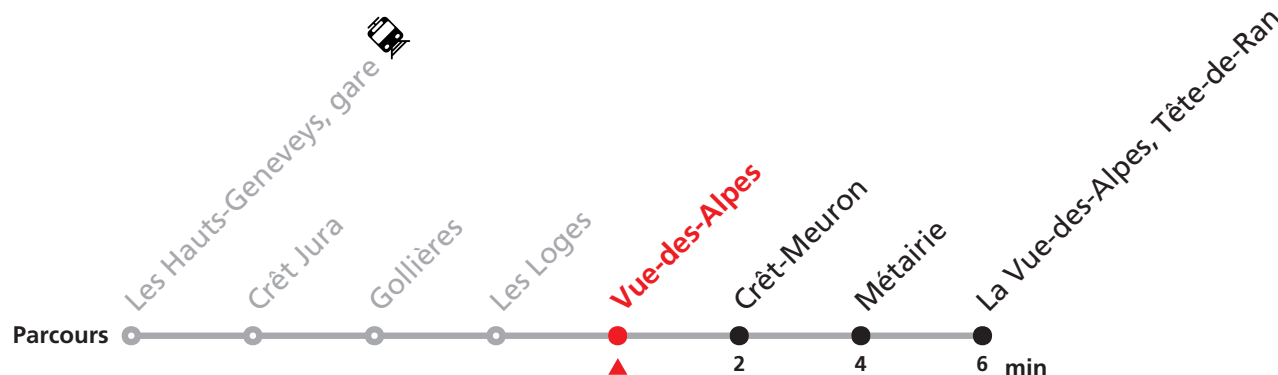 Les Hauts-Geneveys, gare
Crêt Jura
Gollières
Les Loges
Vue-des-Alpes
Crêt-Meuron
Métairie
La Vue-des-Alpes, Tête-de-Ran
Parcours
2
4
6
min